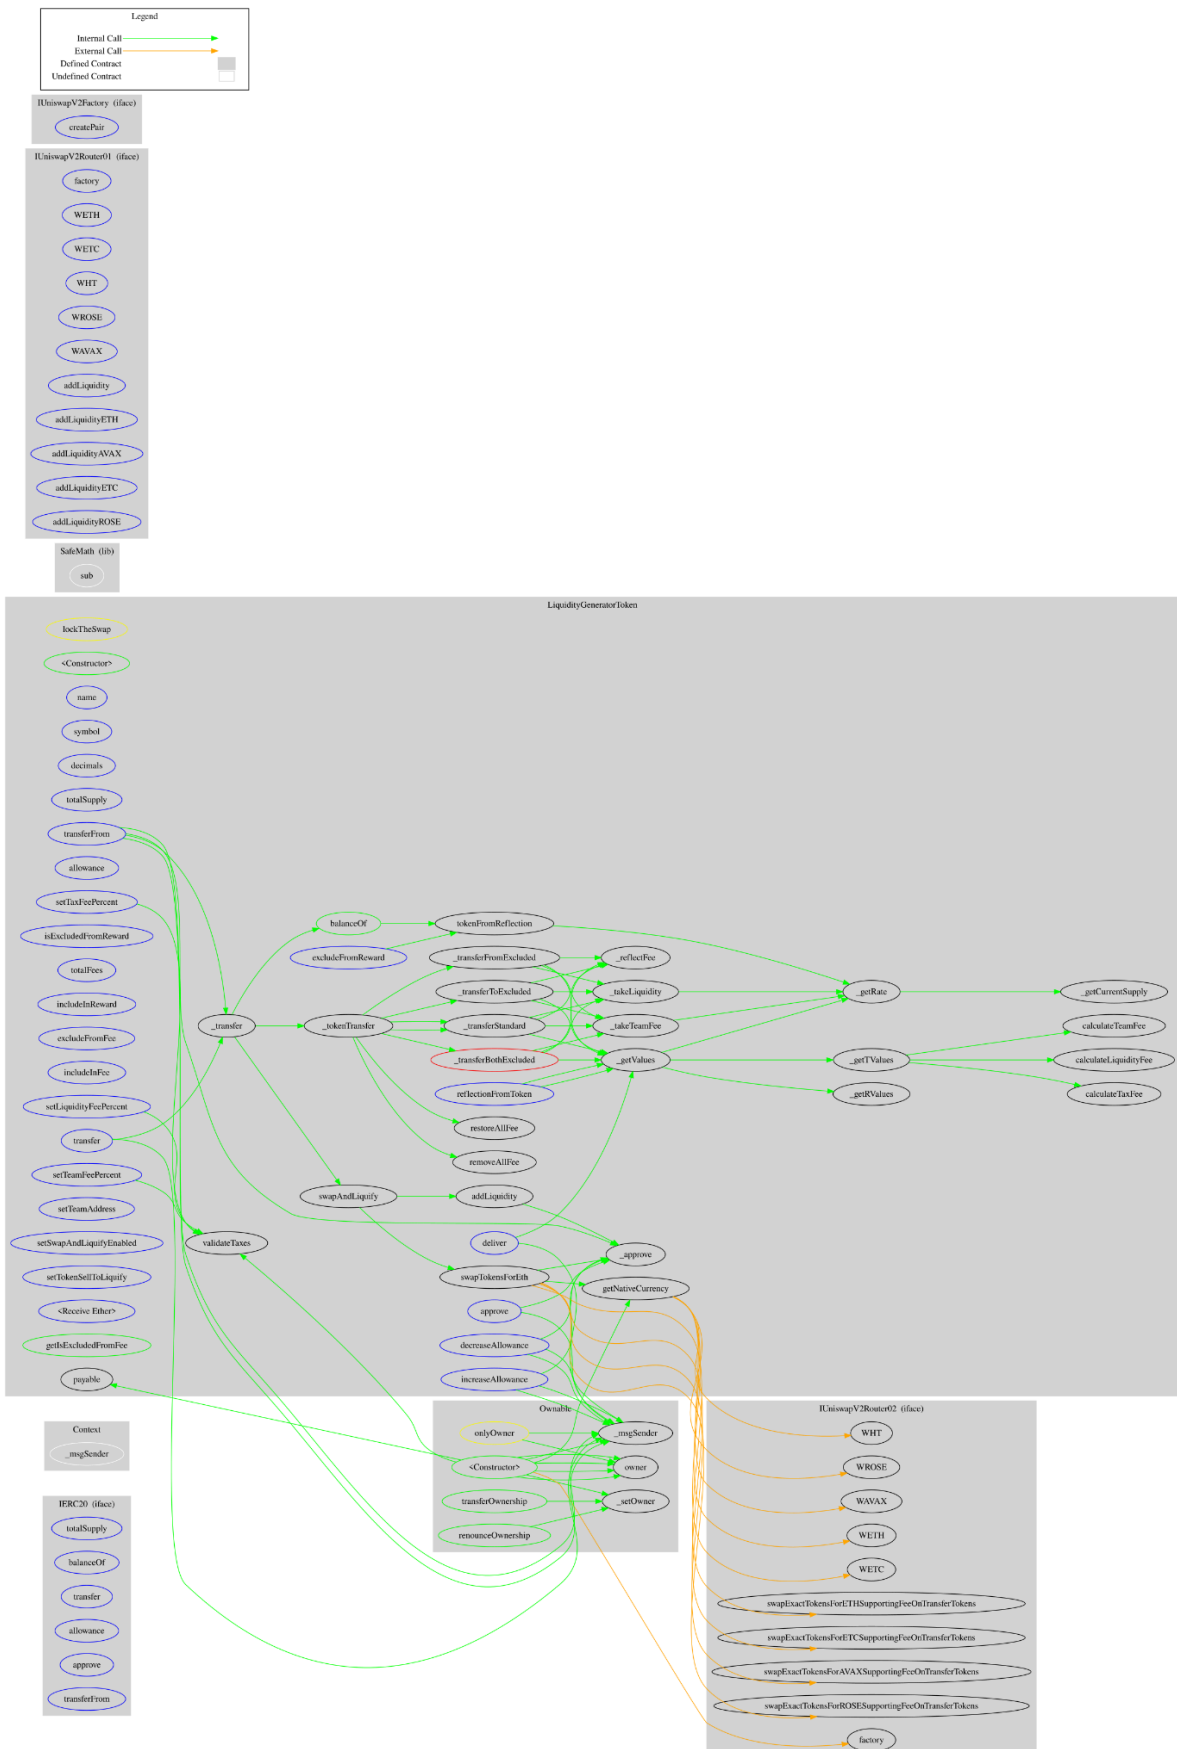 Legend
Internal Call
External Call
Defined Contract
Undefined Contract
IUniswapV2Factory (iface)
createPair
IUniswapV2Router01 (iface)
factory
WETH
WETC
WHT
WROSE
WAVAX
addLiquidity
addLiquidityETH
addLiquidityAVAX
addLiquidityETC
addLiquidityROSE
SafeMath (lib)
sub
LiquidityGeneratorToken
lockTheSwap
<Constructor>
name
symbol
decimals
totalSupply
transferFrom
allowance
setTaxFeePercent
isExcludedFromReward
totalFees
includeInReward
excludeFromFee
includeInFee
setLiquidityFeePercent
transfer
setTeamFeePercent
setTeamAddress
setSwapAndLiquifyEnabled
setTokenSellToLiquify
<Receive Ether>
getIsExcludedFromFee
payable
_transfer
validateTaxes
balanceOf
excludeFromReward
_tokenTransfer
swapAndLiquify
tokenFromReflection
_transferFromExcluded
_transferToExcluded
_transferStandard
_transferBothExcluded
reflectionFromToken
restoreAllFee
removeAllFee
addLiquidity
deliver
swapTokensForEth
approve
decreaseAllowance
increaseAllowance
_reflectFee
_takeLiquidity
_takeTeamFee
_getValues
_approve
getNativeCurrency
_getRate
_getTValues
_getRValues
_getCurrentSupply
calculateTeamFee
calculateLiquidityFee
calculateTaxFee
Ownable
onlyOwner
<Constructor>
transferOwnership
renounceOwnership
_msgSender
owner
_setOwner
IUniswapV2Router02 (iface)
WHT
WROSE
WAVAX
WETH
WETC
swapExactTokensForETHSupportingFeeOnTransferTokens
swapExactTokensForETCSupportingFeeOnTransferTokens
swapExactTokensForAVAXSupportingFeeOnTransferTokens
swapExactTokensForROSESupportingFeeOnTransferTokens
factory
Context
_msgSender
IERC20 (iface)
totalSupply
balanceOf
transfer
allowance
approve
transferFrom